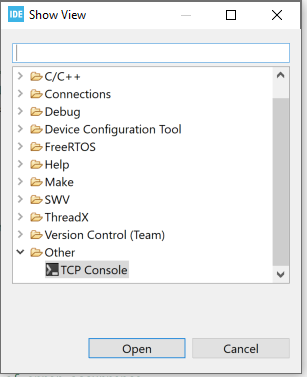 IDE Show View
C/C++
Connections
Debug
Device Configuration Tool
FreeRTOS
Help
Make
SWV
ThreadX
Version Control (Team)
Other
TCP Console
Open
Cancel